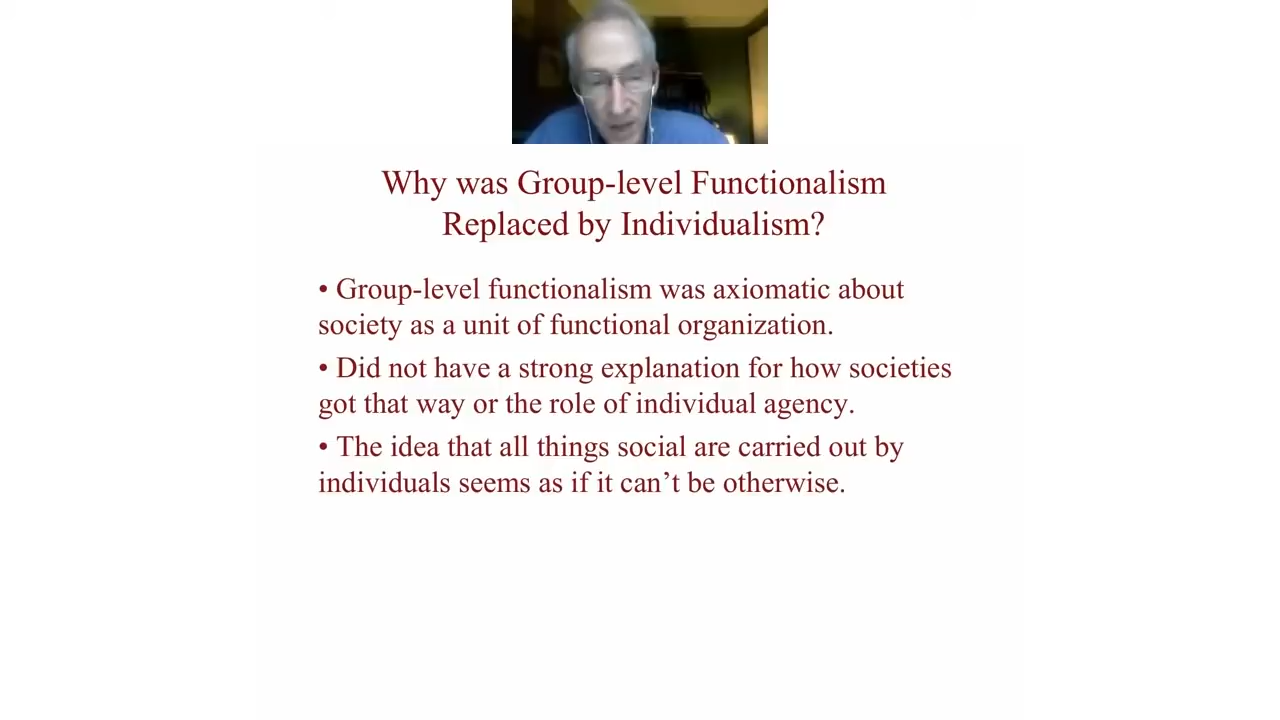 Why was Group-level Functionalism
Replaced by Individualism?
• Group-level functionalism was axiomatic about
society as a unit of functional organization.
• Did not have a strong explanation for how societies
got that way or the role of individual agency.
• The idea that all things social are carried out by
individuals seems as if it can’t be otherwise.